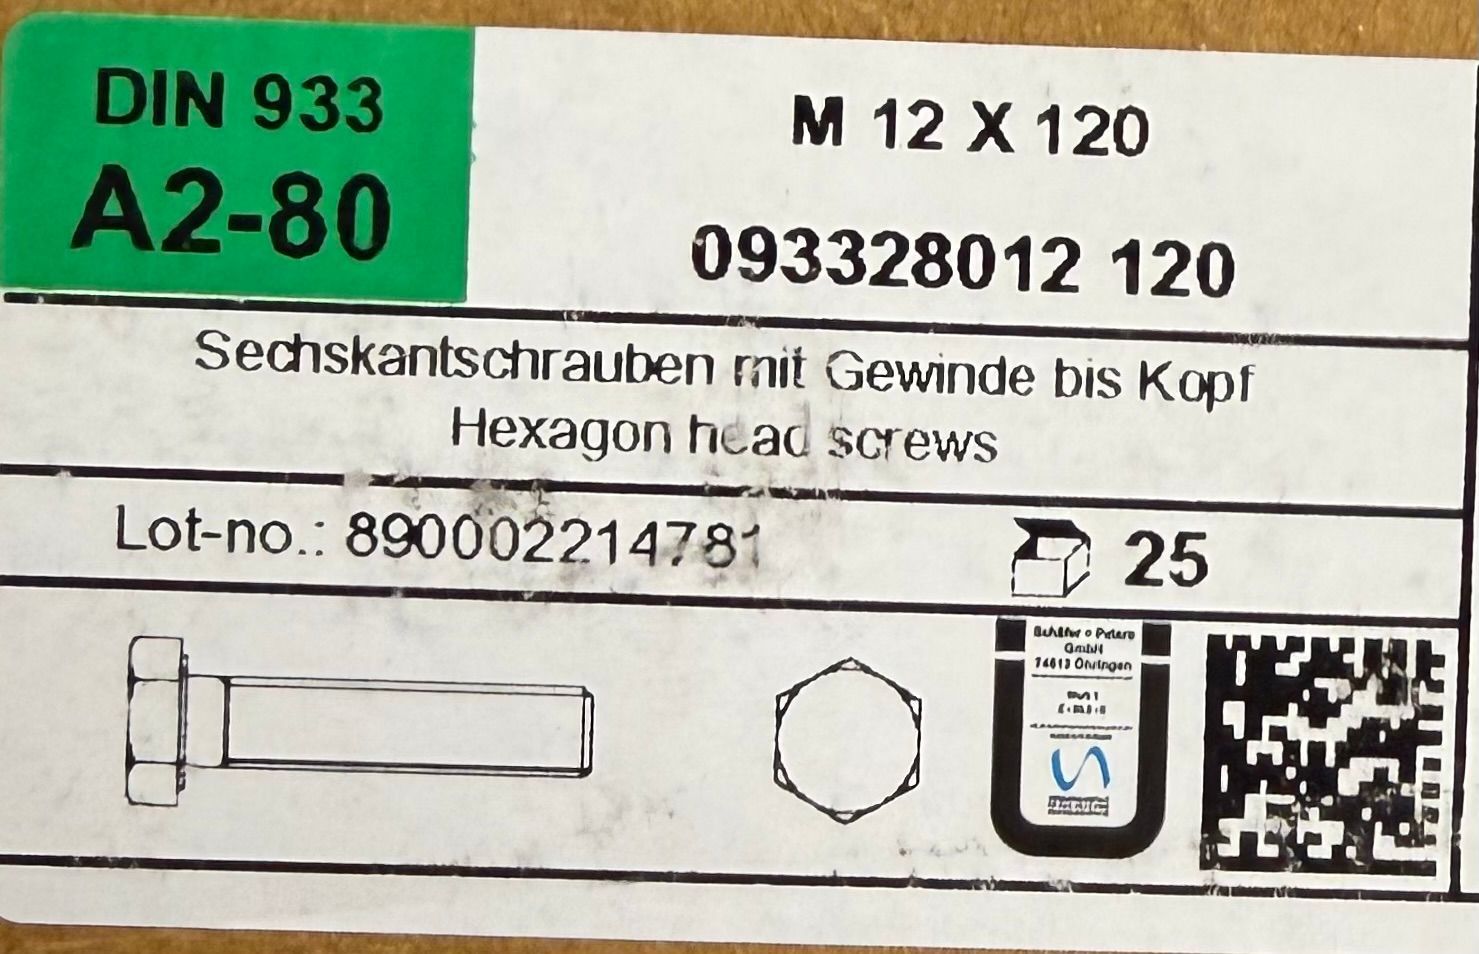 DIN 933
A2-80
M 12 X 120
093328012 120
Sechskantschrauben mit Gewinde bis Kopf
Hexagon head screws
Lot-no.: 890002214781
25
Schäfer + Peters
GmbH
74613 Öhringen